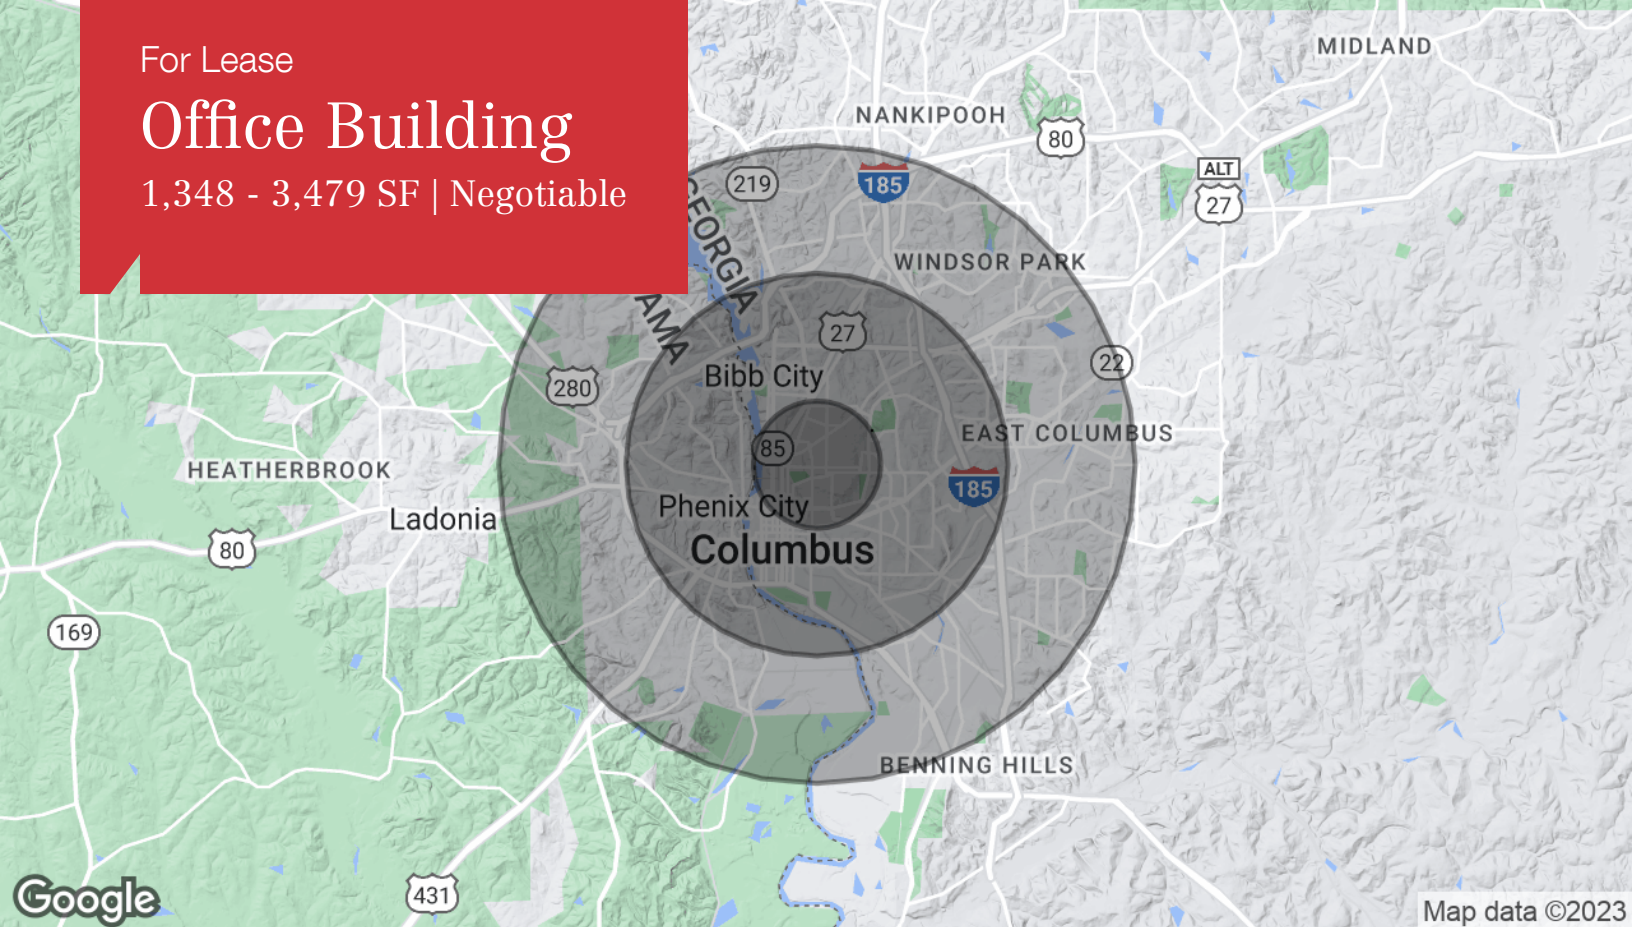 For Lease
Office Building
1,348 - 3,479 SF | Negotiable
MIDLAND
NANKIPOOH
80
ALT
27
219
185
GEORGIA
WINDSOR PARK
AMA
27
22
Bibb City
280
EAST COLUMBUS
85
HEATHERBROOK
185
Phenix City
Ladonia
80
Columbus
169
BENNING HILLS
431
Google
Map data ©2023